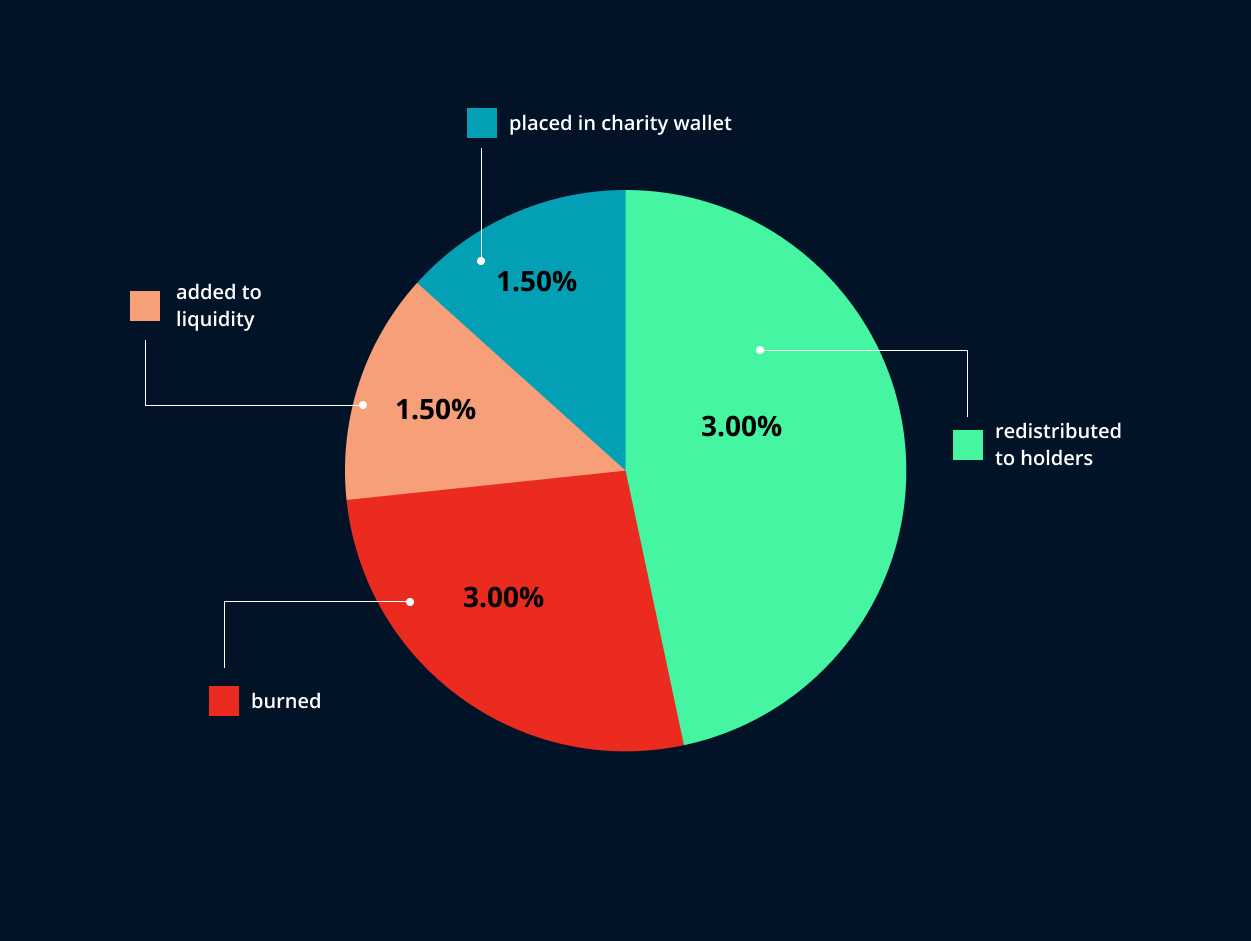 placed in charity wallet
1.50%
added to
liquidity
1.50%
3.00%
redistributed
to holders
3.00%
burned